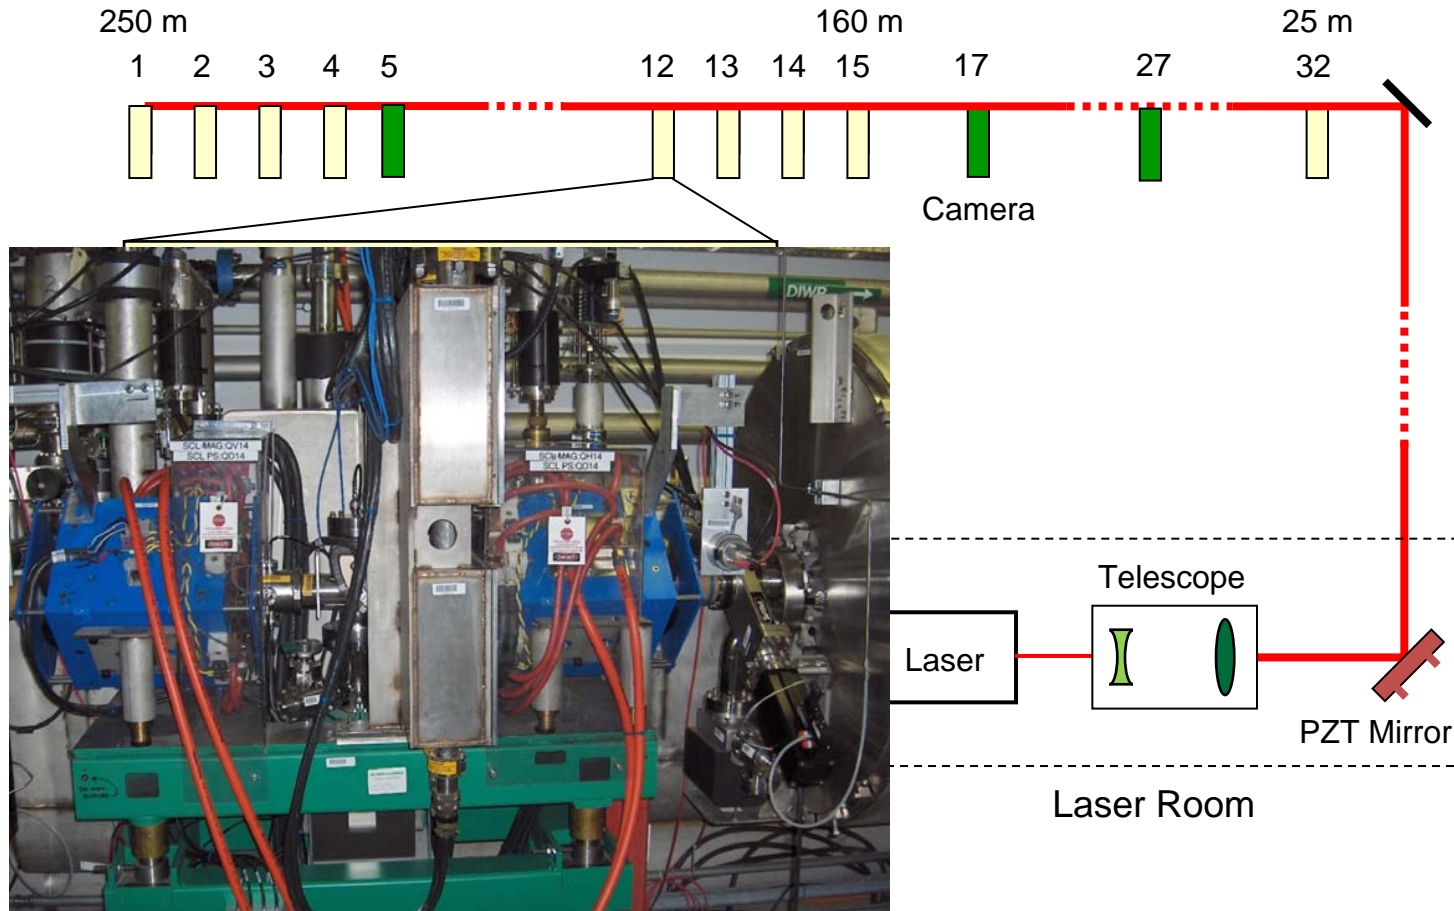 250 m 160 m 25 m
1 2 3 4 5 12 13 14 15 17 27 32
Camera
DIWR
SCL MAG:QV14
SCL PS:QD14
SCL MAG:QH14
SCL PS:QD14
Telescope
Laser
PZT Mirror
Laser Room